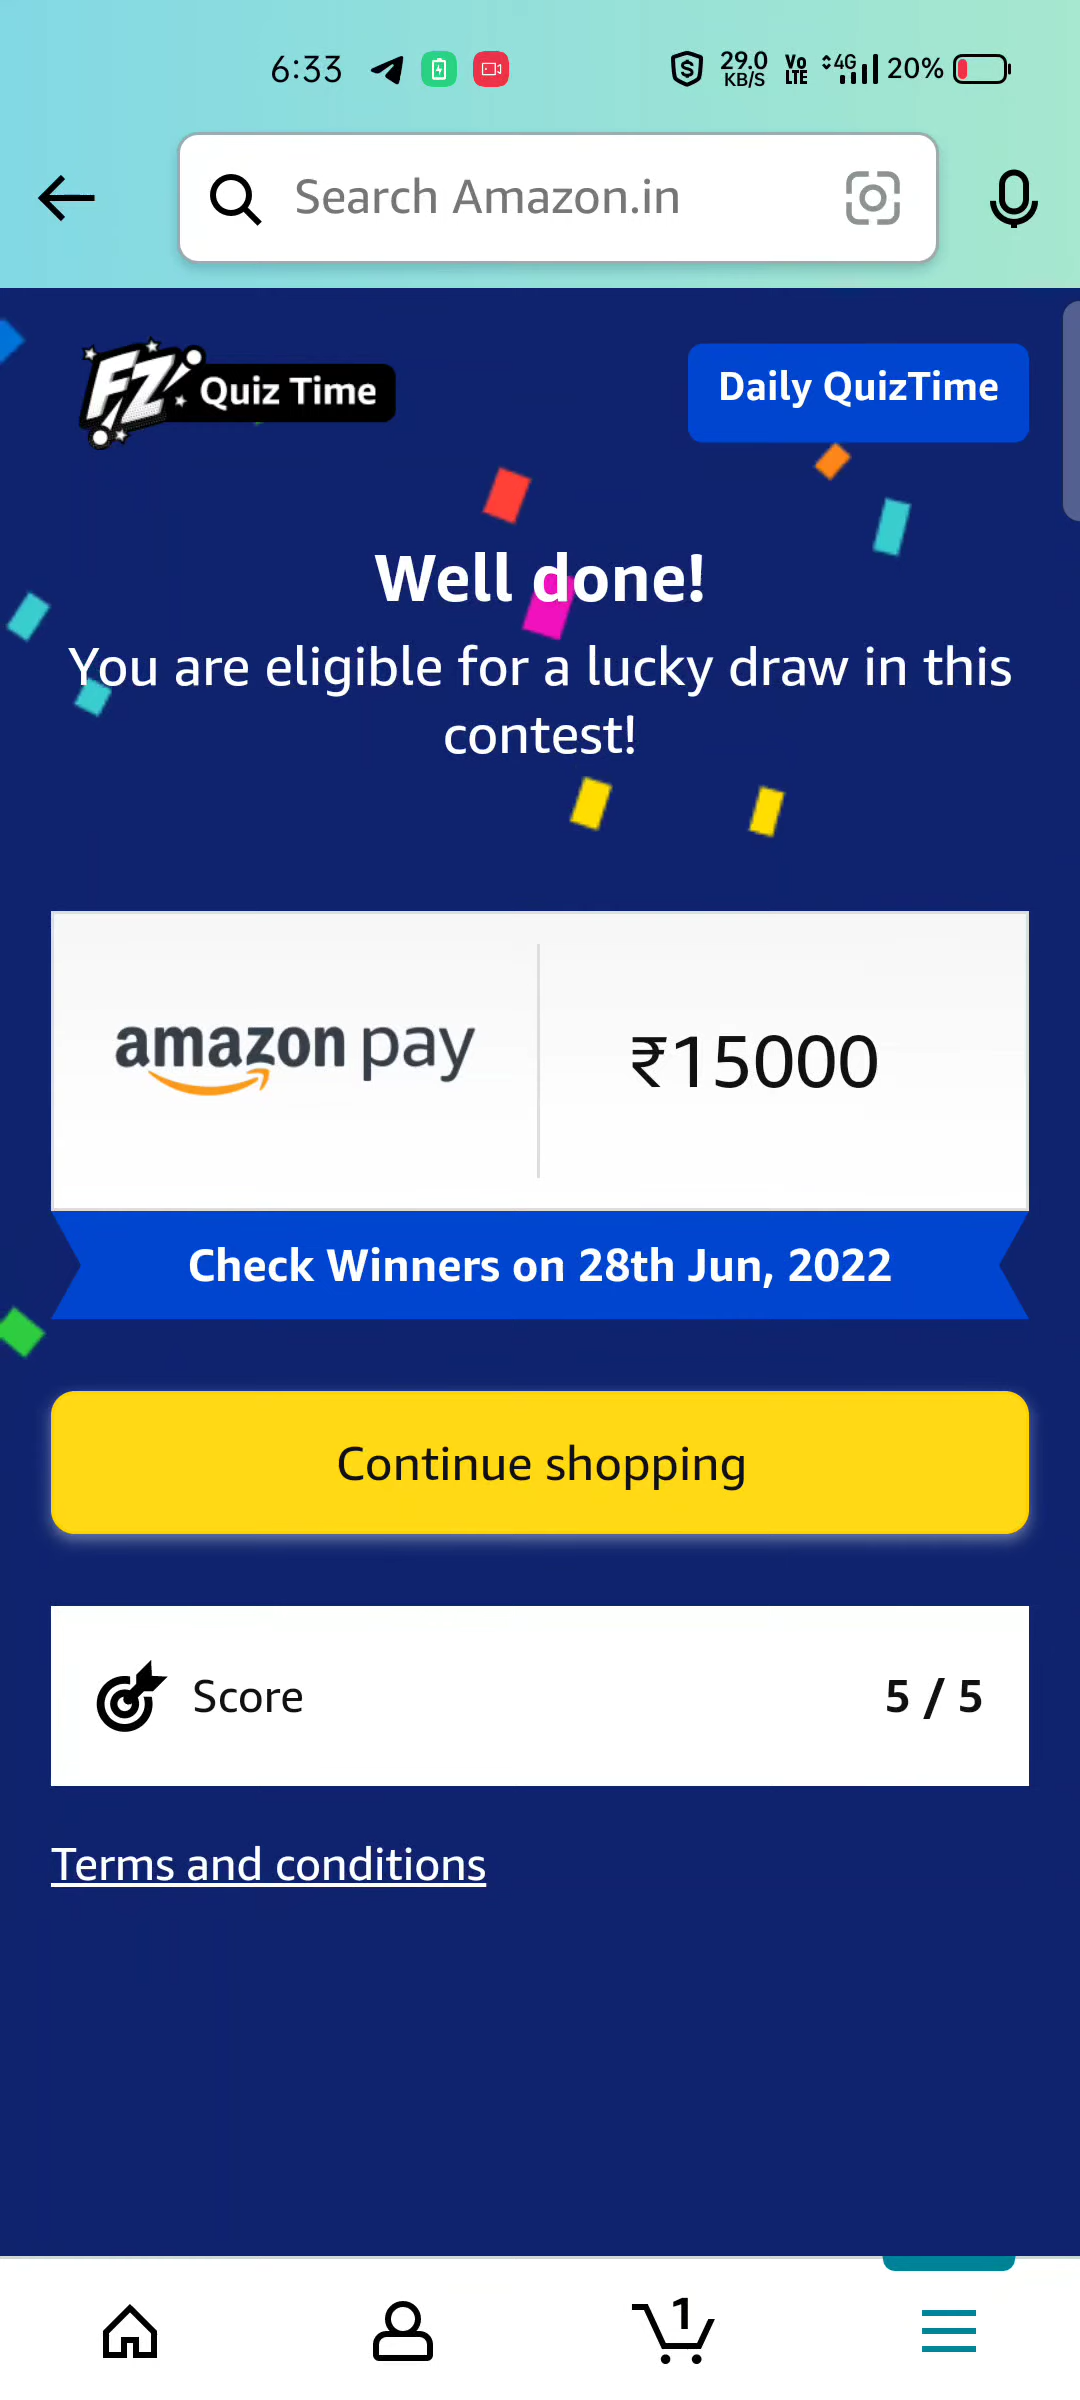 6:33 29.0 KB/S Vo LTE 4G 20%
Search Amazon.in
FZ Quiz Time
Daily QuizTime
Well done!
You are eligible for a lucky draw in this
contest!
amazon pay
₹15000
Check Winners on 28th Jun, 2022
Continue shopping
Score 5 / 5
Terms and conditions
1